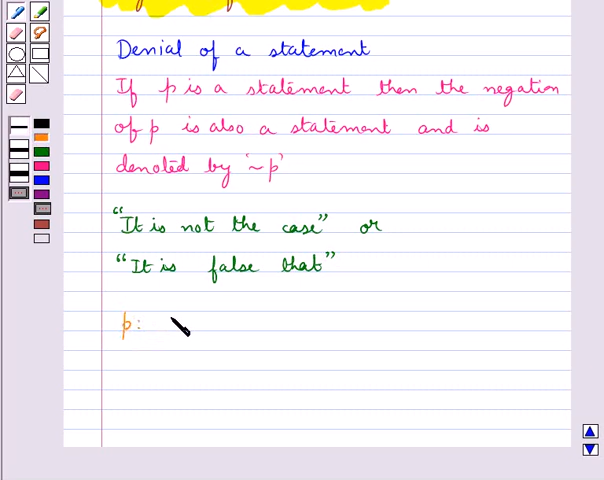 Denial of a statement
If p is a statement then the negation
of p is also a statement and is
denoted by '~p'
"It is not the case" or
"It is false that"
p: